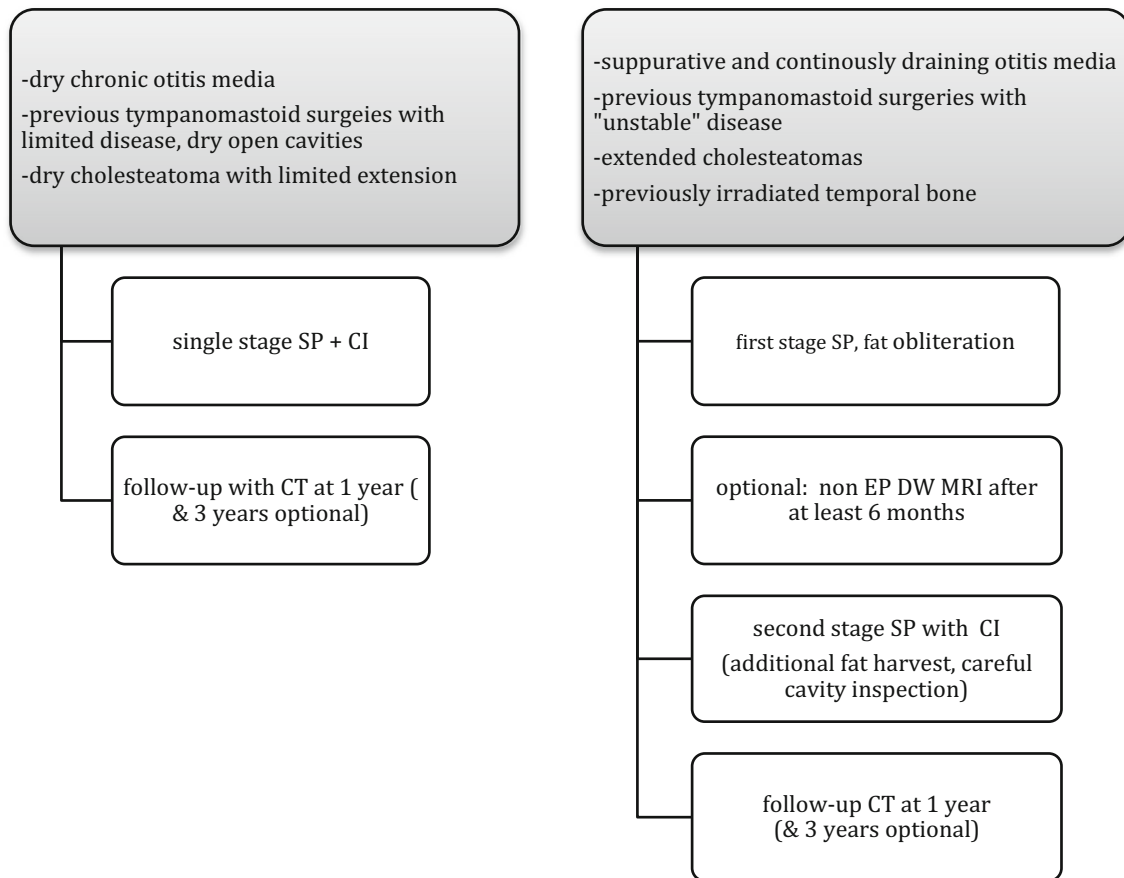 -dry chronic otitis media
-previous tympanomastoid surgeies with
limited disease, dry open cavities
-dry cholesteatoma with limited extension
single stage SP + CI
follow-up with CT at 1 year (
& 3 years optional)
-suppurative and continously draining otitis media
-previous tympanomastoid surgeries with
"unstable" disease
-extended cholesteatomas
-previously irradiated temporal bone
first stage SP, fat obliteration
optional:  non EP DW MRI after
at least 6 months
second stage SP with  CI
(additional fat harvest, careful
cavity inspection)
follow-up CT at 1 year
(& 3 years optional)